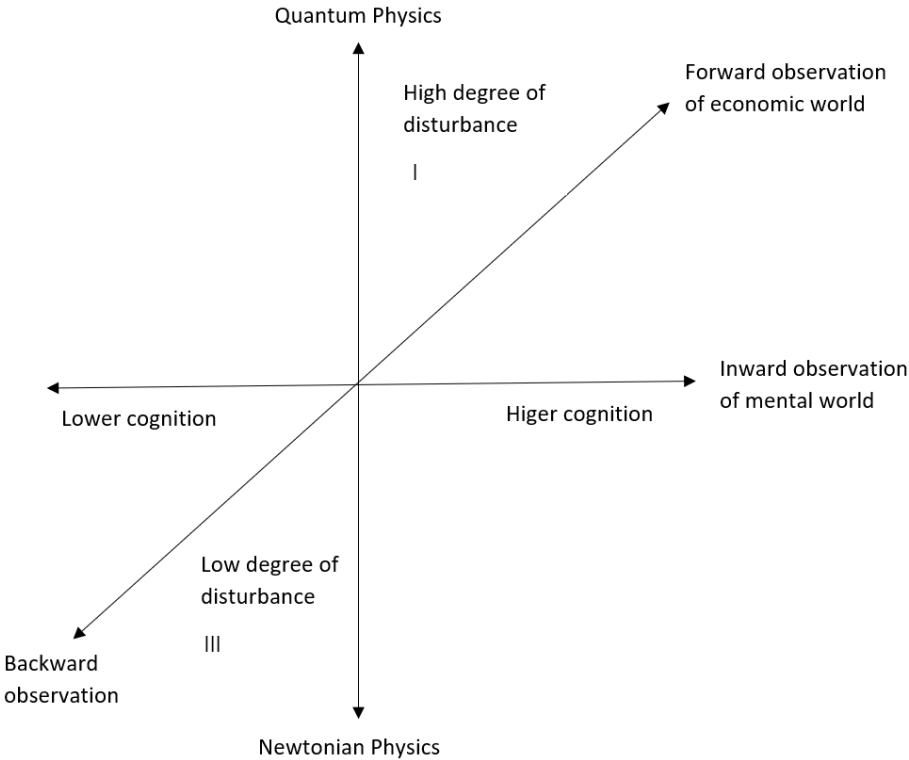 Quantum Physics
High degree of
disturbance
I
Forward observation
of economic world
Inward observation
of mental world
Lower cognition
Higer cognition
Low degree of
disturbance
III
Backward
observation
Newtonian Physics